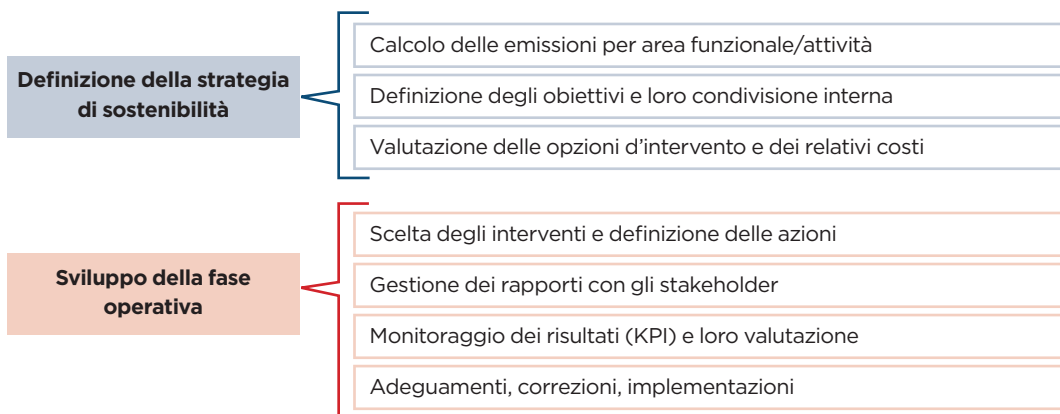 Definizione della strategia
di sostenibilità
Calcolo delle emissioni per area funzionale/attività
Definizione degli obiettivi e loro condivisione interna
Valutazione delle opzioni d'intervento e dei relativi costi
Sviluppo della fase
operativa
Scelta degli interventi e definizione delle azioni
Gestione dei rapporti con gli stakeholder
Monitoraggio dei risultati (KPI) e loro valutazione
Adeguamenti, correzioni, implementazioni